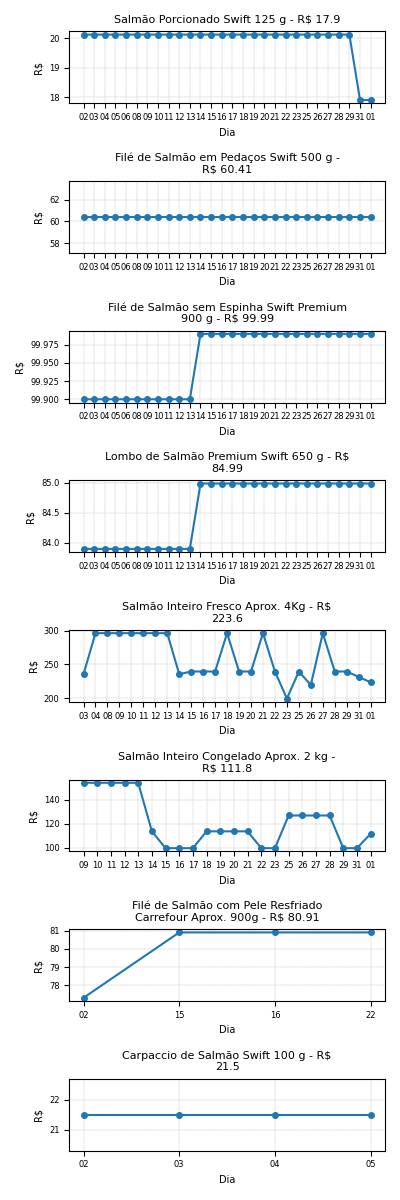 Salmão Porcionado Swift 125 g - R$ 17.9
20
19
18
R$
02 03 04 05 06 08 09 10 11 12 13 14 15 16 17 18 19 20 21 22 23 25 26 27 28 29 31 01
Dia
Filé de Salmão em Pedaços Swift 500 g -
R$ 60.41
62
60
58
R$
02 03 04 05 06 08 09 10 11 12 13 14 15 16 17 18 19 20 21 22 23 25 26 27 28 29 31 01
Dia
Filé de Salmão sem Espinha Swift Premium
900 g - R$ 99.99
99.975
99.950
99.925
99.900
R$
02 03 04 05 06 08 09 10 11 12 13 14 15 16 17 18 19 20 21 22 23 25 26 27 28 29 31 01
Dia
Lombo de Salmão Premium Swift 650 g - R$
84.99
85.0
84.5
84.0
R$
02 03 04 05 06 08 09 10 11 12 13 14 15 16 17 18 19 20 21 22 23 25 26 27 28 29 31 01
Dia
Salmão Inteiro Fresco Aprox. 4Kg - R$
223.6
300
250
200
R$
03 04 08 09 10 11 12 13 14 15 16 17 18 19 20 21 22 23 25 26 27 28 29 31 01
Dia
Salmão Inteiro Congelado Aprox. 2 kg -
R$ 111.8
140
120
100
R$
09 10 11 12 13 14 15 16 17 18 19 20 21 22 23 25 26 27 28 29 31 01
Dia
Filé de Salmão com Pele Resfriado
Carrefour Aprox. 900g - R$ 80.91
81
80
79
78
R$
02 15 16 22
Dia
Carpaccio de Salmão Swift 100 g - R$
21.5
22
21
R$
02 03 04 05
Dia